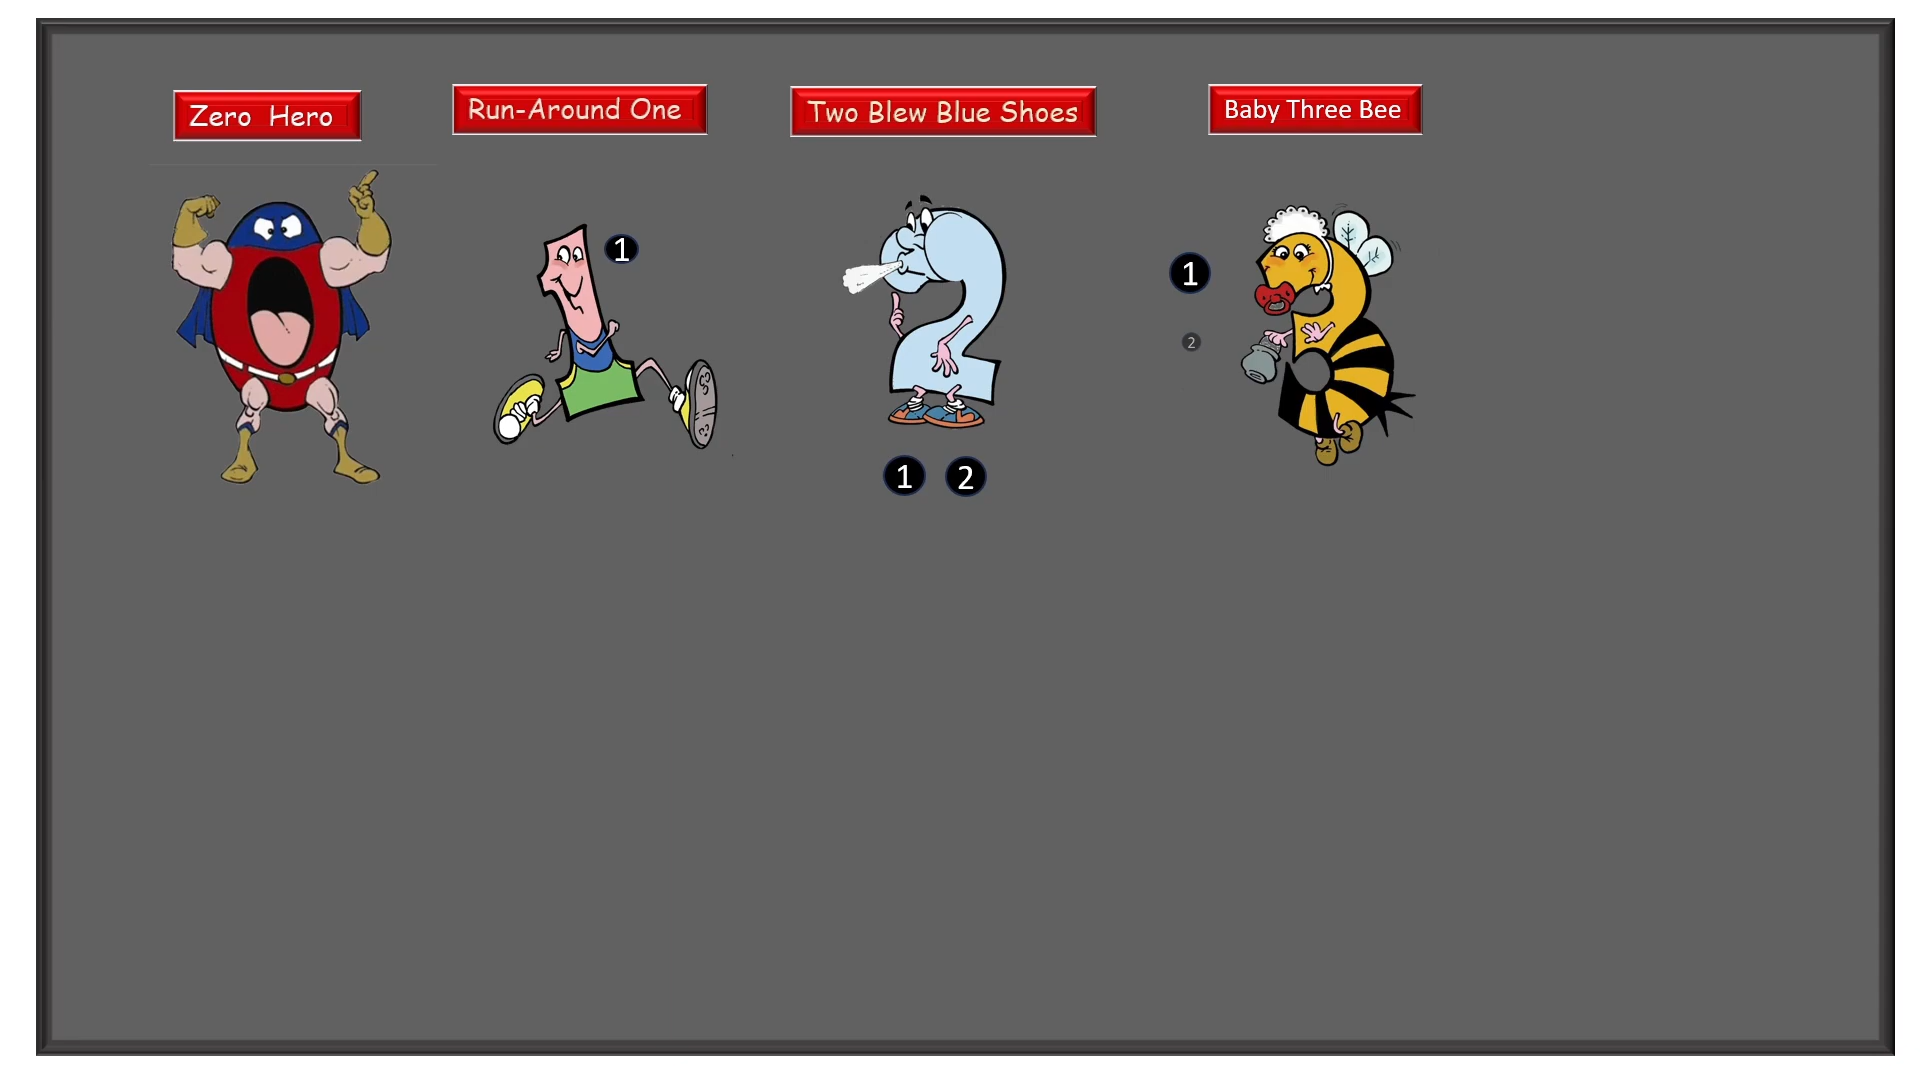 Zero Hero
Run-Around One
Two Blew Blue Shoes
Baby Three Bee
1
1
2
1
2